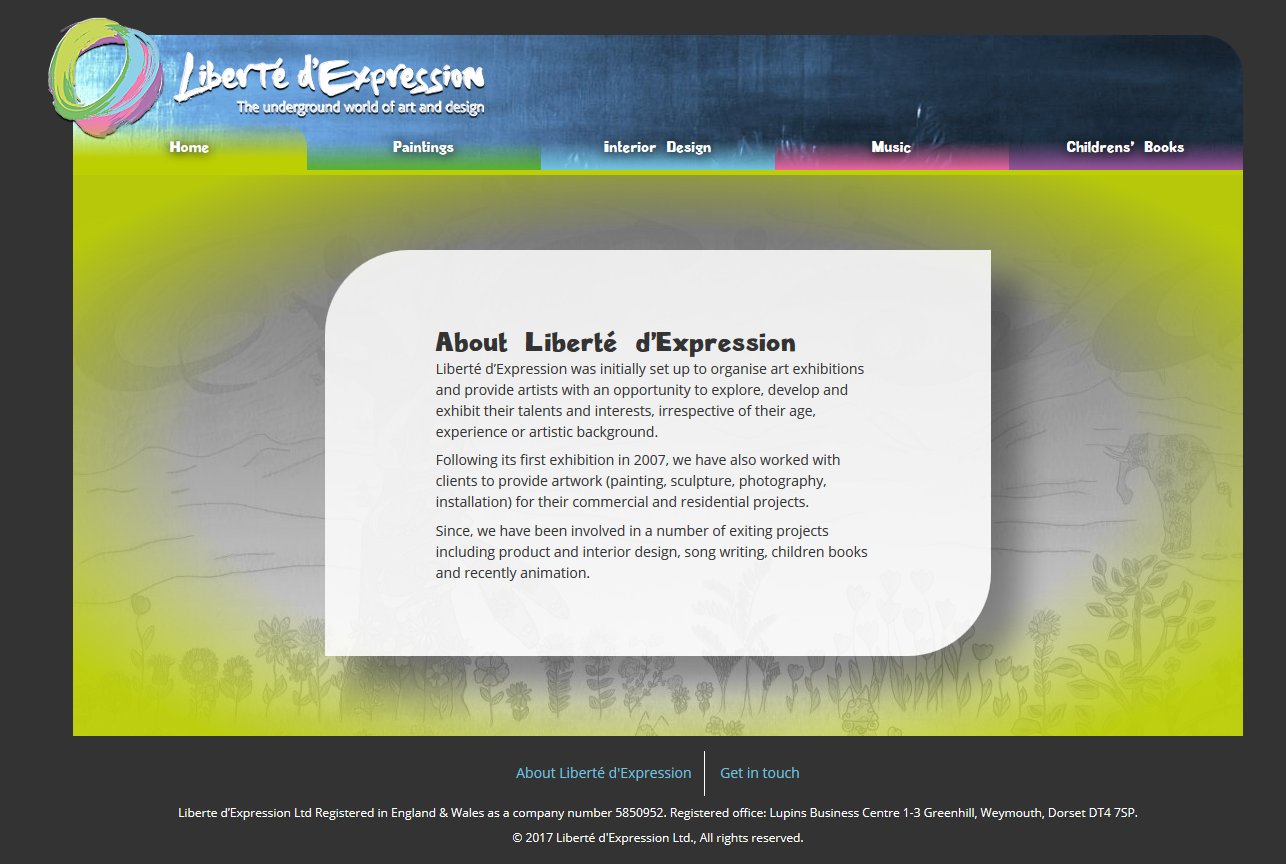 Liberté d'Expression
The underground world of art and design
Home Paintings Interior Design Music Childrens' Books
About Liberté d'Expression
Liberté d’Expression was initially set up to organise art exhibitions
and provide artists with an opportunity to explore, develop and
exhibit their talents and interests, irrespective of their age,
experience or artistic background.
Following its first exhibition in 2007, we have also worked with
clients to provide artwork (painting, sculpture, photography,
installation) for their commercial and residential projects.
Since, we have been involved in a number of exiting projects
including product and interior design, song writing, children books
and recently animation.
About Liberté d'Expression Get in touch
Liberte d’Expression Ltd Registered in England & Wales as a company number 5850952. Registered office: Lupins Business Centre 1-3 Greenhill, Weymouth, Dorset DT4 7SP.
© 2017 Liberté d'Expression Ltd., All rights reserved.